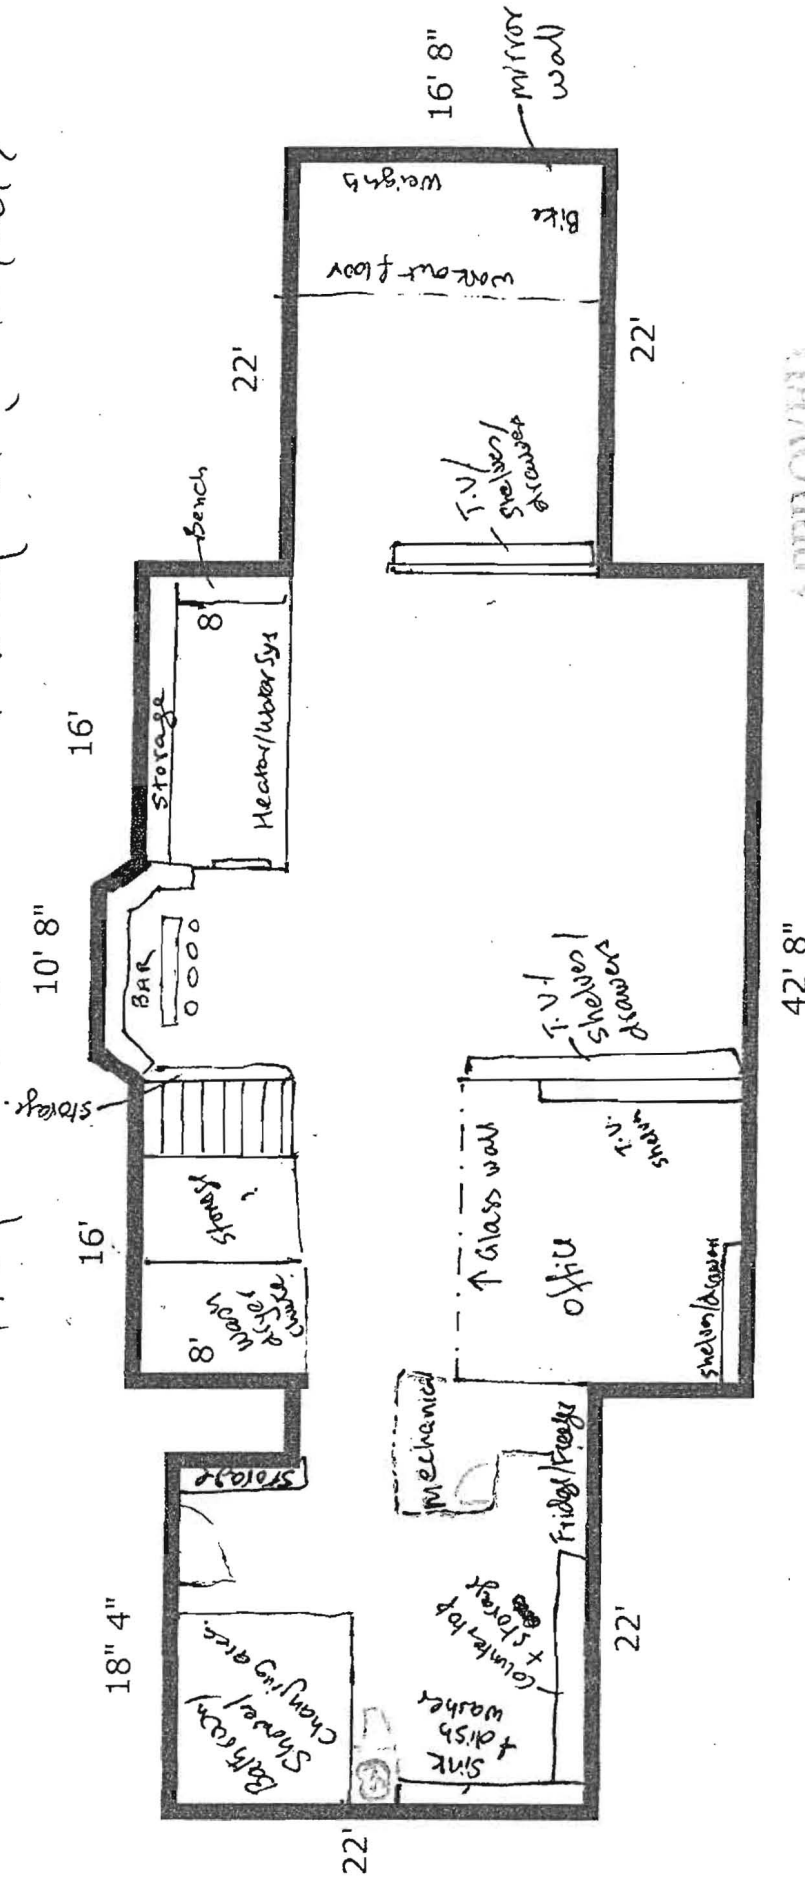 16' 8"
mirror
wall
weights
Bike
workout floor
22'
22'
T.V/
shelves/
drawers
Bench
8'
Storage
Heater/Water Sys
16'
10' 8"
BAR
T.V/
shelves/
drawers
42' 8"
storage.
Storage
?
16'
8'
wash
dryer
↑ Glass wall
T.V.
shelves
office
shelves/drawers
Mechanical
Storage
Fridge/Freezer
18" 4"
Bathroom/
Shower/
Changing area.
countertop
+ storage
Sink
+ dish
washer
22'
22'